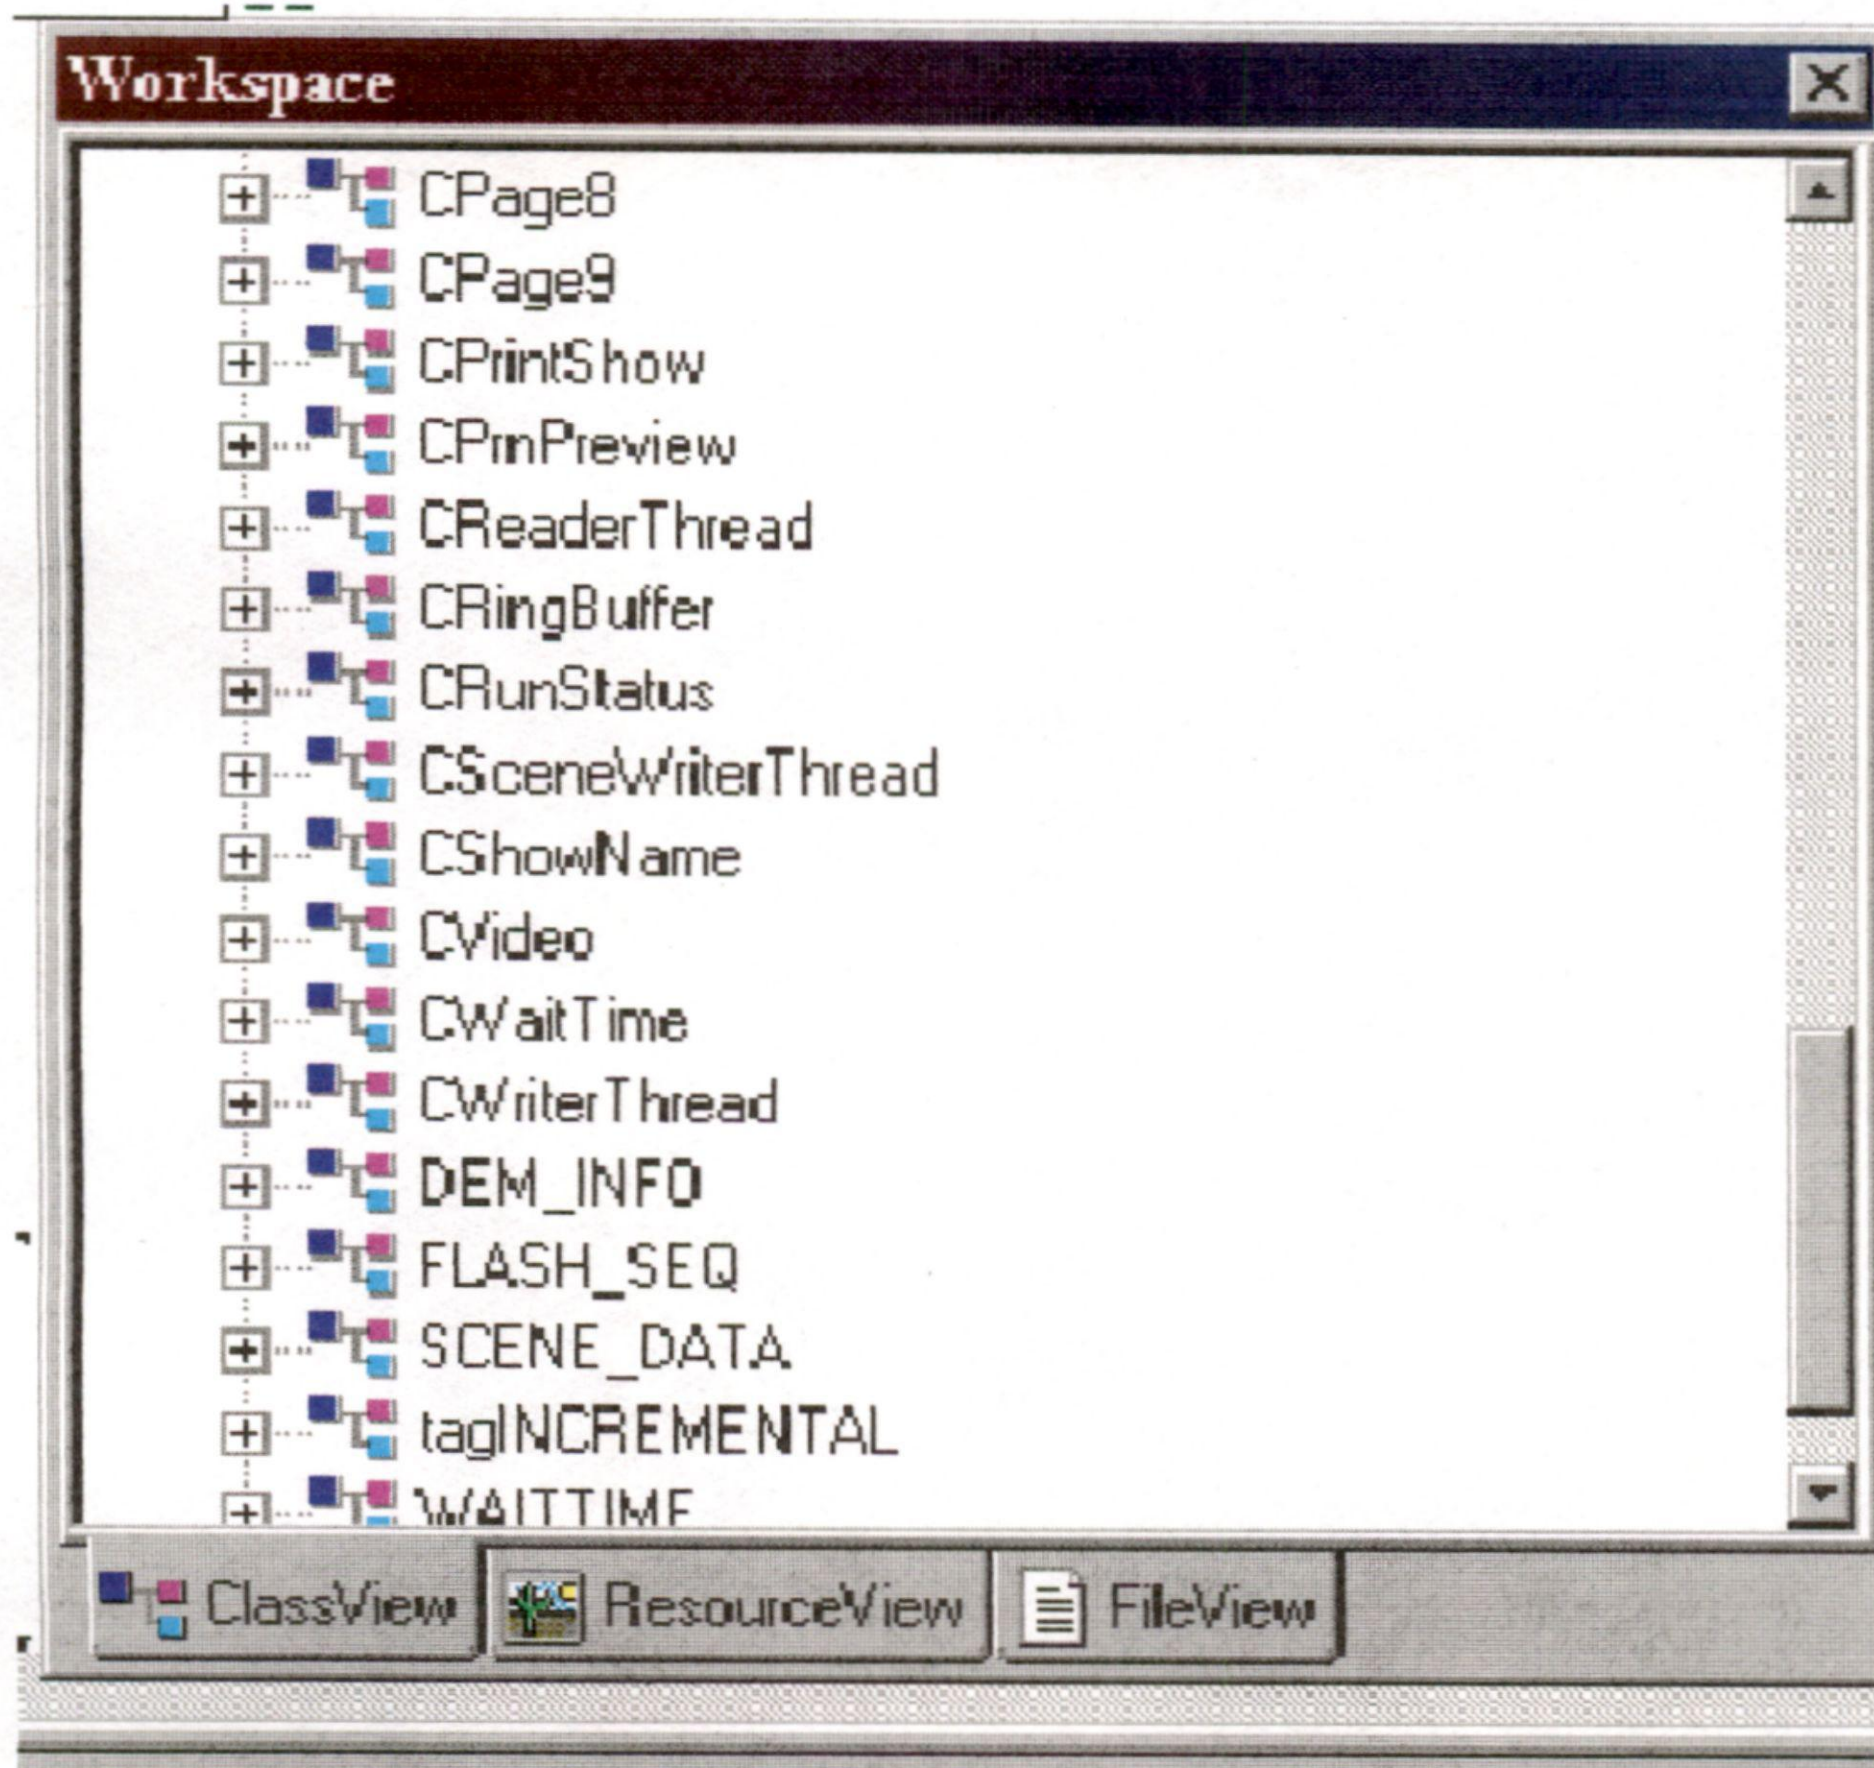 Workspace
CPage8
CPage9
CPrintShow
CPrnPreview
CReaderThread
CRingBuffer
CRunStatus
CSceneWriterThread
CShowName
CVideo
CWaitTime
CWriterThread
DEM_INFO
FLASH_SEQ
SCENE_DATA
tagINCREMENTAL
WAITTIME
ClassView ResourceView FileView